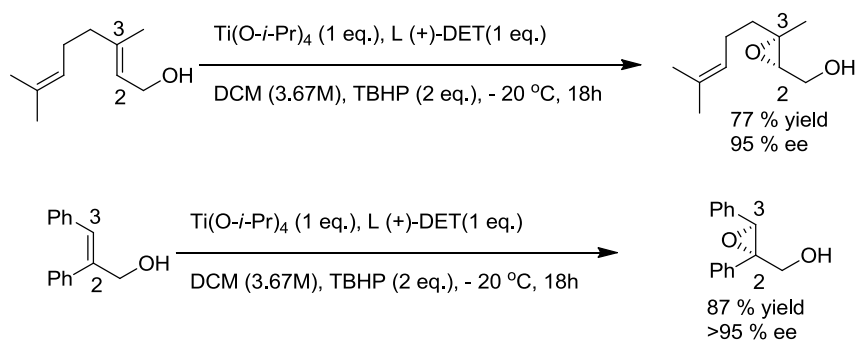 3
2
OH
Ti(O-i-Pr)4 (1 eq.), L (+)-DET(1 eq.)
DCM (3.67M), TBHP (2 eq.), - 20 °C, 18h
3
O
OH
2
77 % yield
95 % ee
Ph
3
Ph
2
OH
Ti(O-i-Pr)4 (1 eq.), L (+)-DET(1 eq.)
DCM (3.67M), TBHP (2 eq.), - 20 °C, 18h
Ph
3
O
OH
Ph
2
87 % yield
>95 % ee